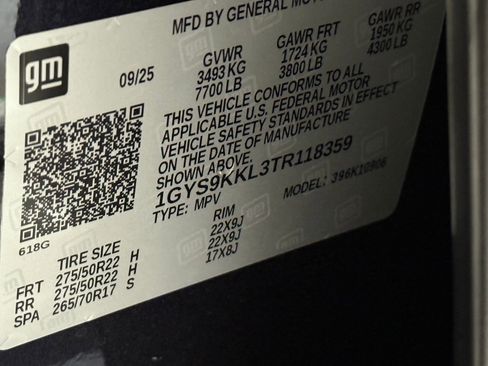 MFD BY GENERAL
gm
09/25
GVWR GAWR FRT GAWR RR
3493 KG 1724 KG 1950 KG
7700 LB 3800 LB 4300 LB
THIS VEHICLE CONFORMS TO ALL
APPLICABLE U.S. FEDERAL MOTOR
VEHICLE SAFETY STANDARDS IN EFFECT
ON THE DATE OF MANUFACTURE
SHOWN ABOVE.
1GYS9KKL3TR118359
TYPE: MPV MODEL: 396K10906
618G
TIRE SIZE RIM
FRT 275/50R22 H 22X9J
RR 275/50R22 H 22X9J
SPA 265/70R17 S 17X8J